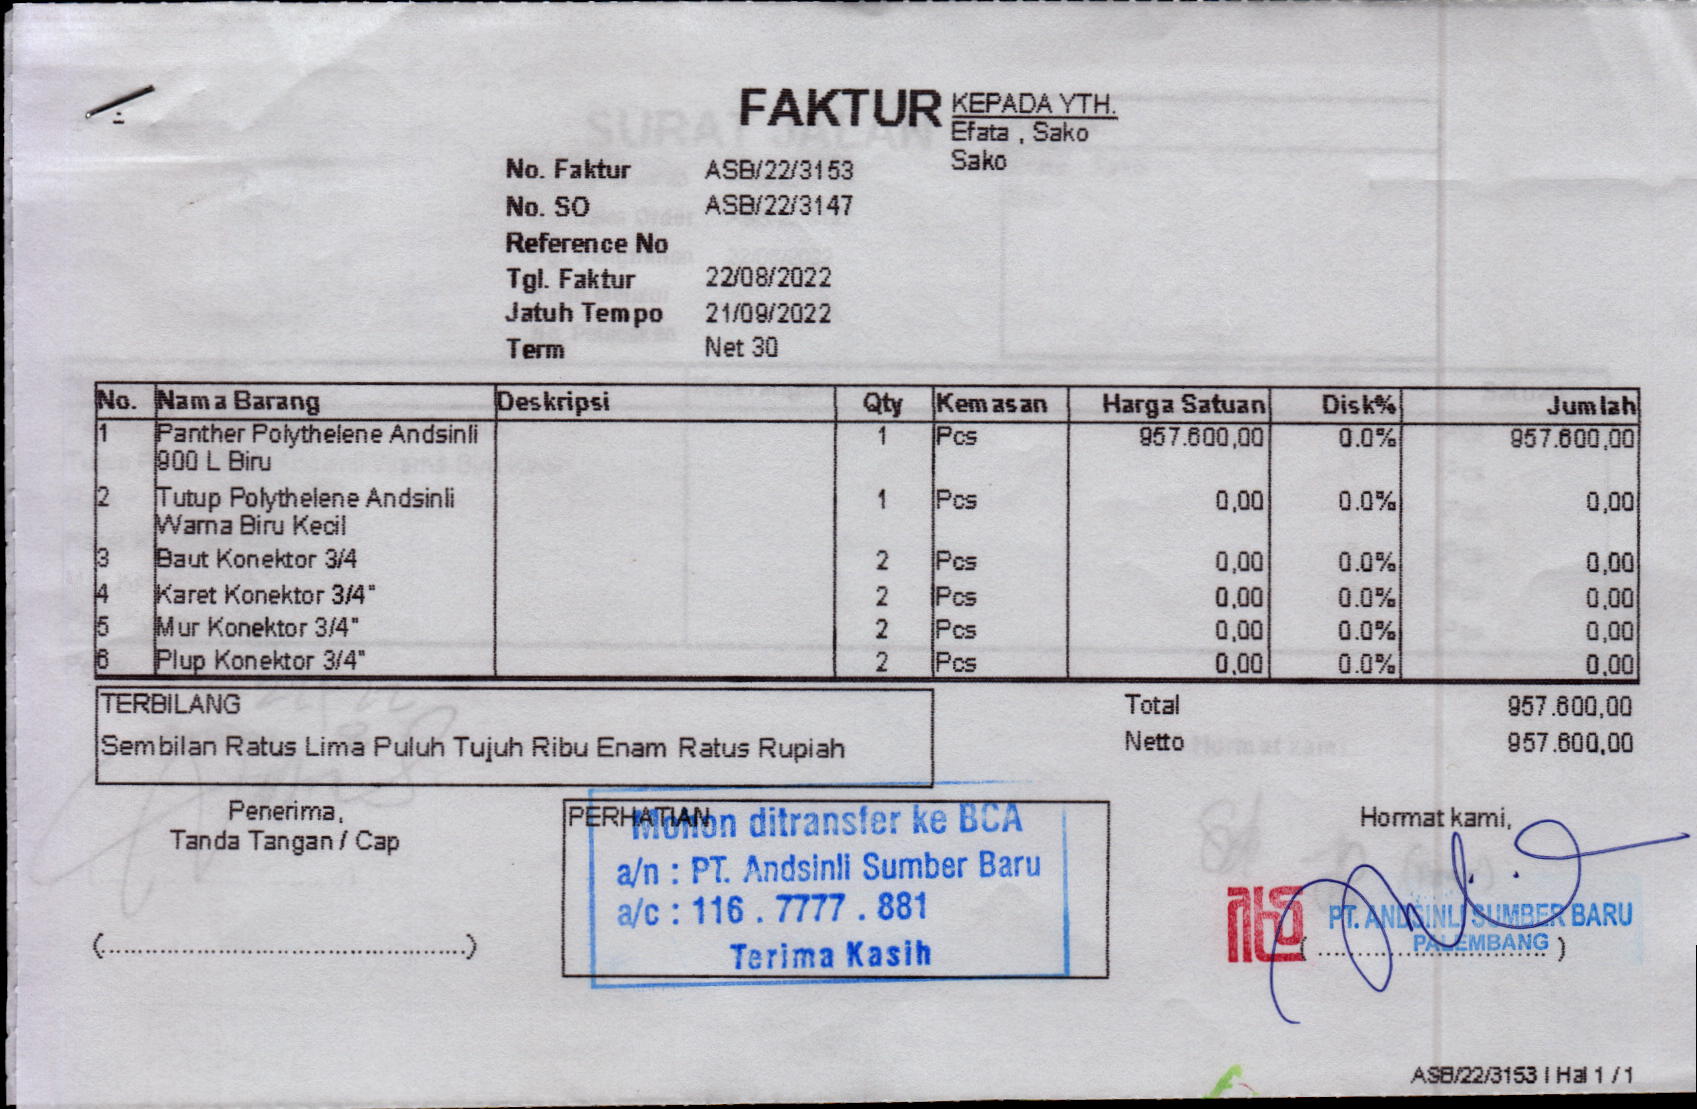 FAKTUR
KEPADA YTH.
Efata , Sako
Sako
No. Faktur ASB/22/3153
No. SO ASB/22/3147
Reference No
Tgl. Faktur 22/08/2022
Jatuh Tempo 21/09/2022
Term Net 30
No. Nama Barang Deskripsi Qty Kemasan Harga Satuan Disk% Jumlah
1 Panther Polythelene Andsinli 1 Pcs 957.600,00 0.0% 957.600,00
900 L Biru
2 Tutup Polythelene Andsinli 1 Pcs 0,00 0.0% 0,00
Warna Biru Kecil
3 Baut Konektor 3/4 2 Pcs 0,00 0.0% 0,00
4 Karet Konektor 3/4" 2 Pcs 0,00 0.0% 0,00
5 Mur Konektor 3/4" 2 Pcs 0,00 0.0% 0,00
6 Plup Konektor 3/4" 2 Pcs 0,00 0.0% 0,00
TERBILANG
Sembilan Ratus Lima Puluh Tujuh Ribu Enam Ratus Rupiah
Total 957.600,00
Netto 957.600,00
Penerima,
Tanda Tangan / Cap
(..............................................)
PERHATIAN
Mohon ditransfer ke BCA
a/n : PT. Andsinli Sumber Baru
a/c : 116 . 7777 . 881
Terima Kasih
Hormat kami,
PT. ANDSINLI SUMBER BARU
PALEMBANG
(..............................)
ASB/22/3153 | Hal 1 / 1